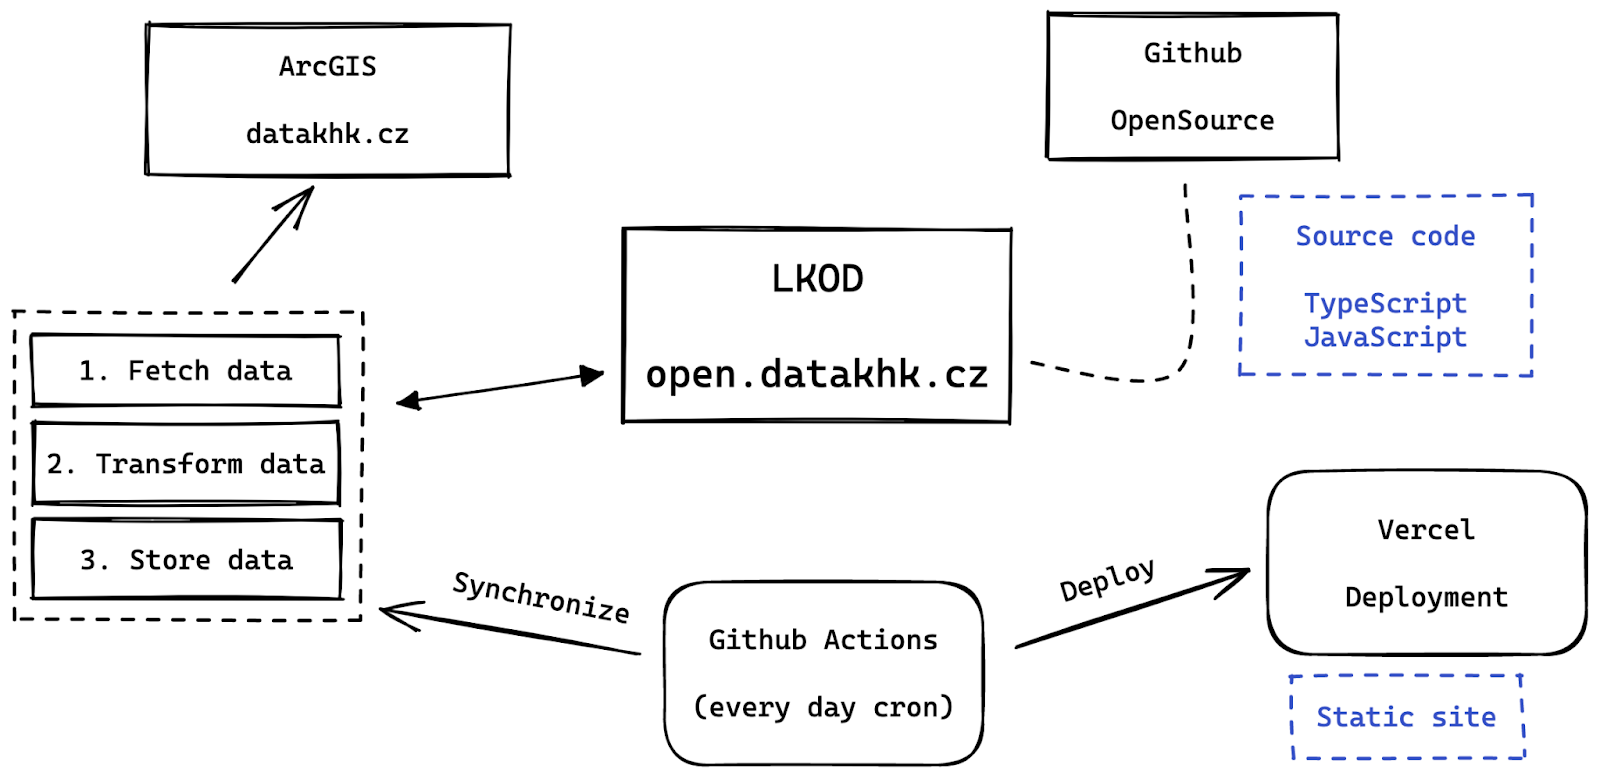 ArcGIS
datakhk.cz
Github
OpenSource
Source code
TypeScript
JavaScript
LKOD
open.datakhk.cz
1. Fetch data
2. Transform data
3. Store data
Synchronize
Github Actions
(every day cron)
Deploy
Vercel
Deployment
Static site